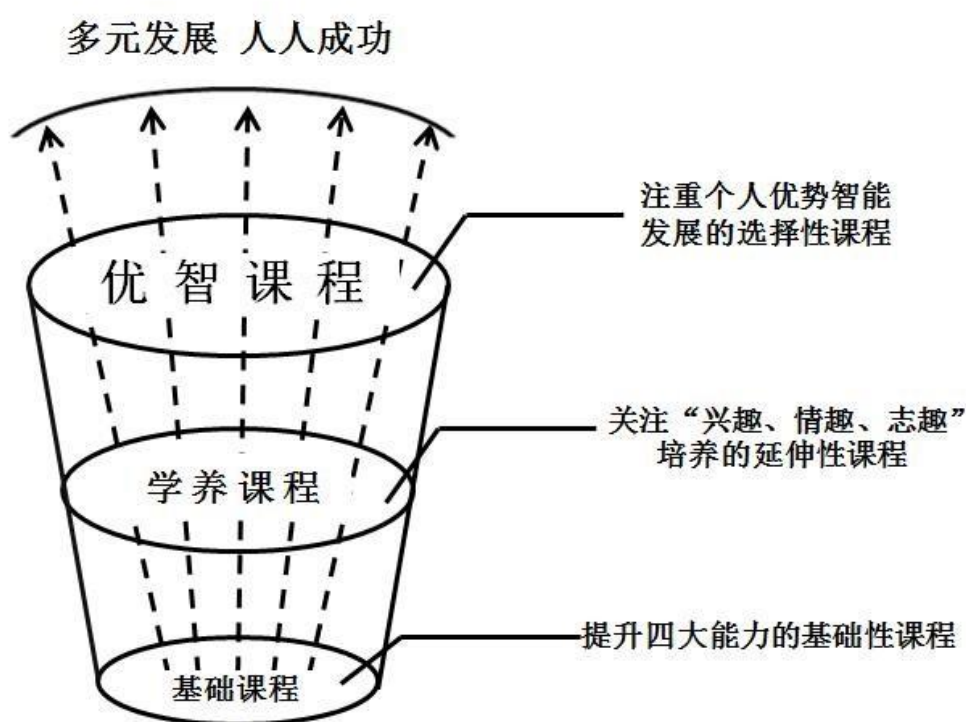 多元发展 人人成功
注重个人优势智能
发展的选择性课程
优智课程
关注“兴趣、情趣、志趣”
培养的延伸性课程
学养课程
提升四大能力的基础性课程
基础课程